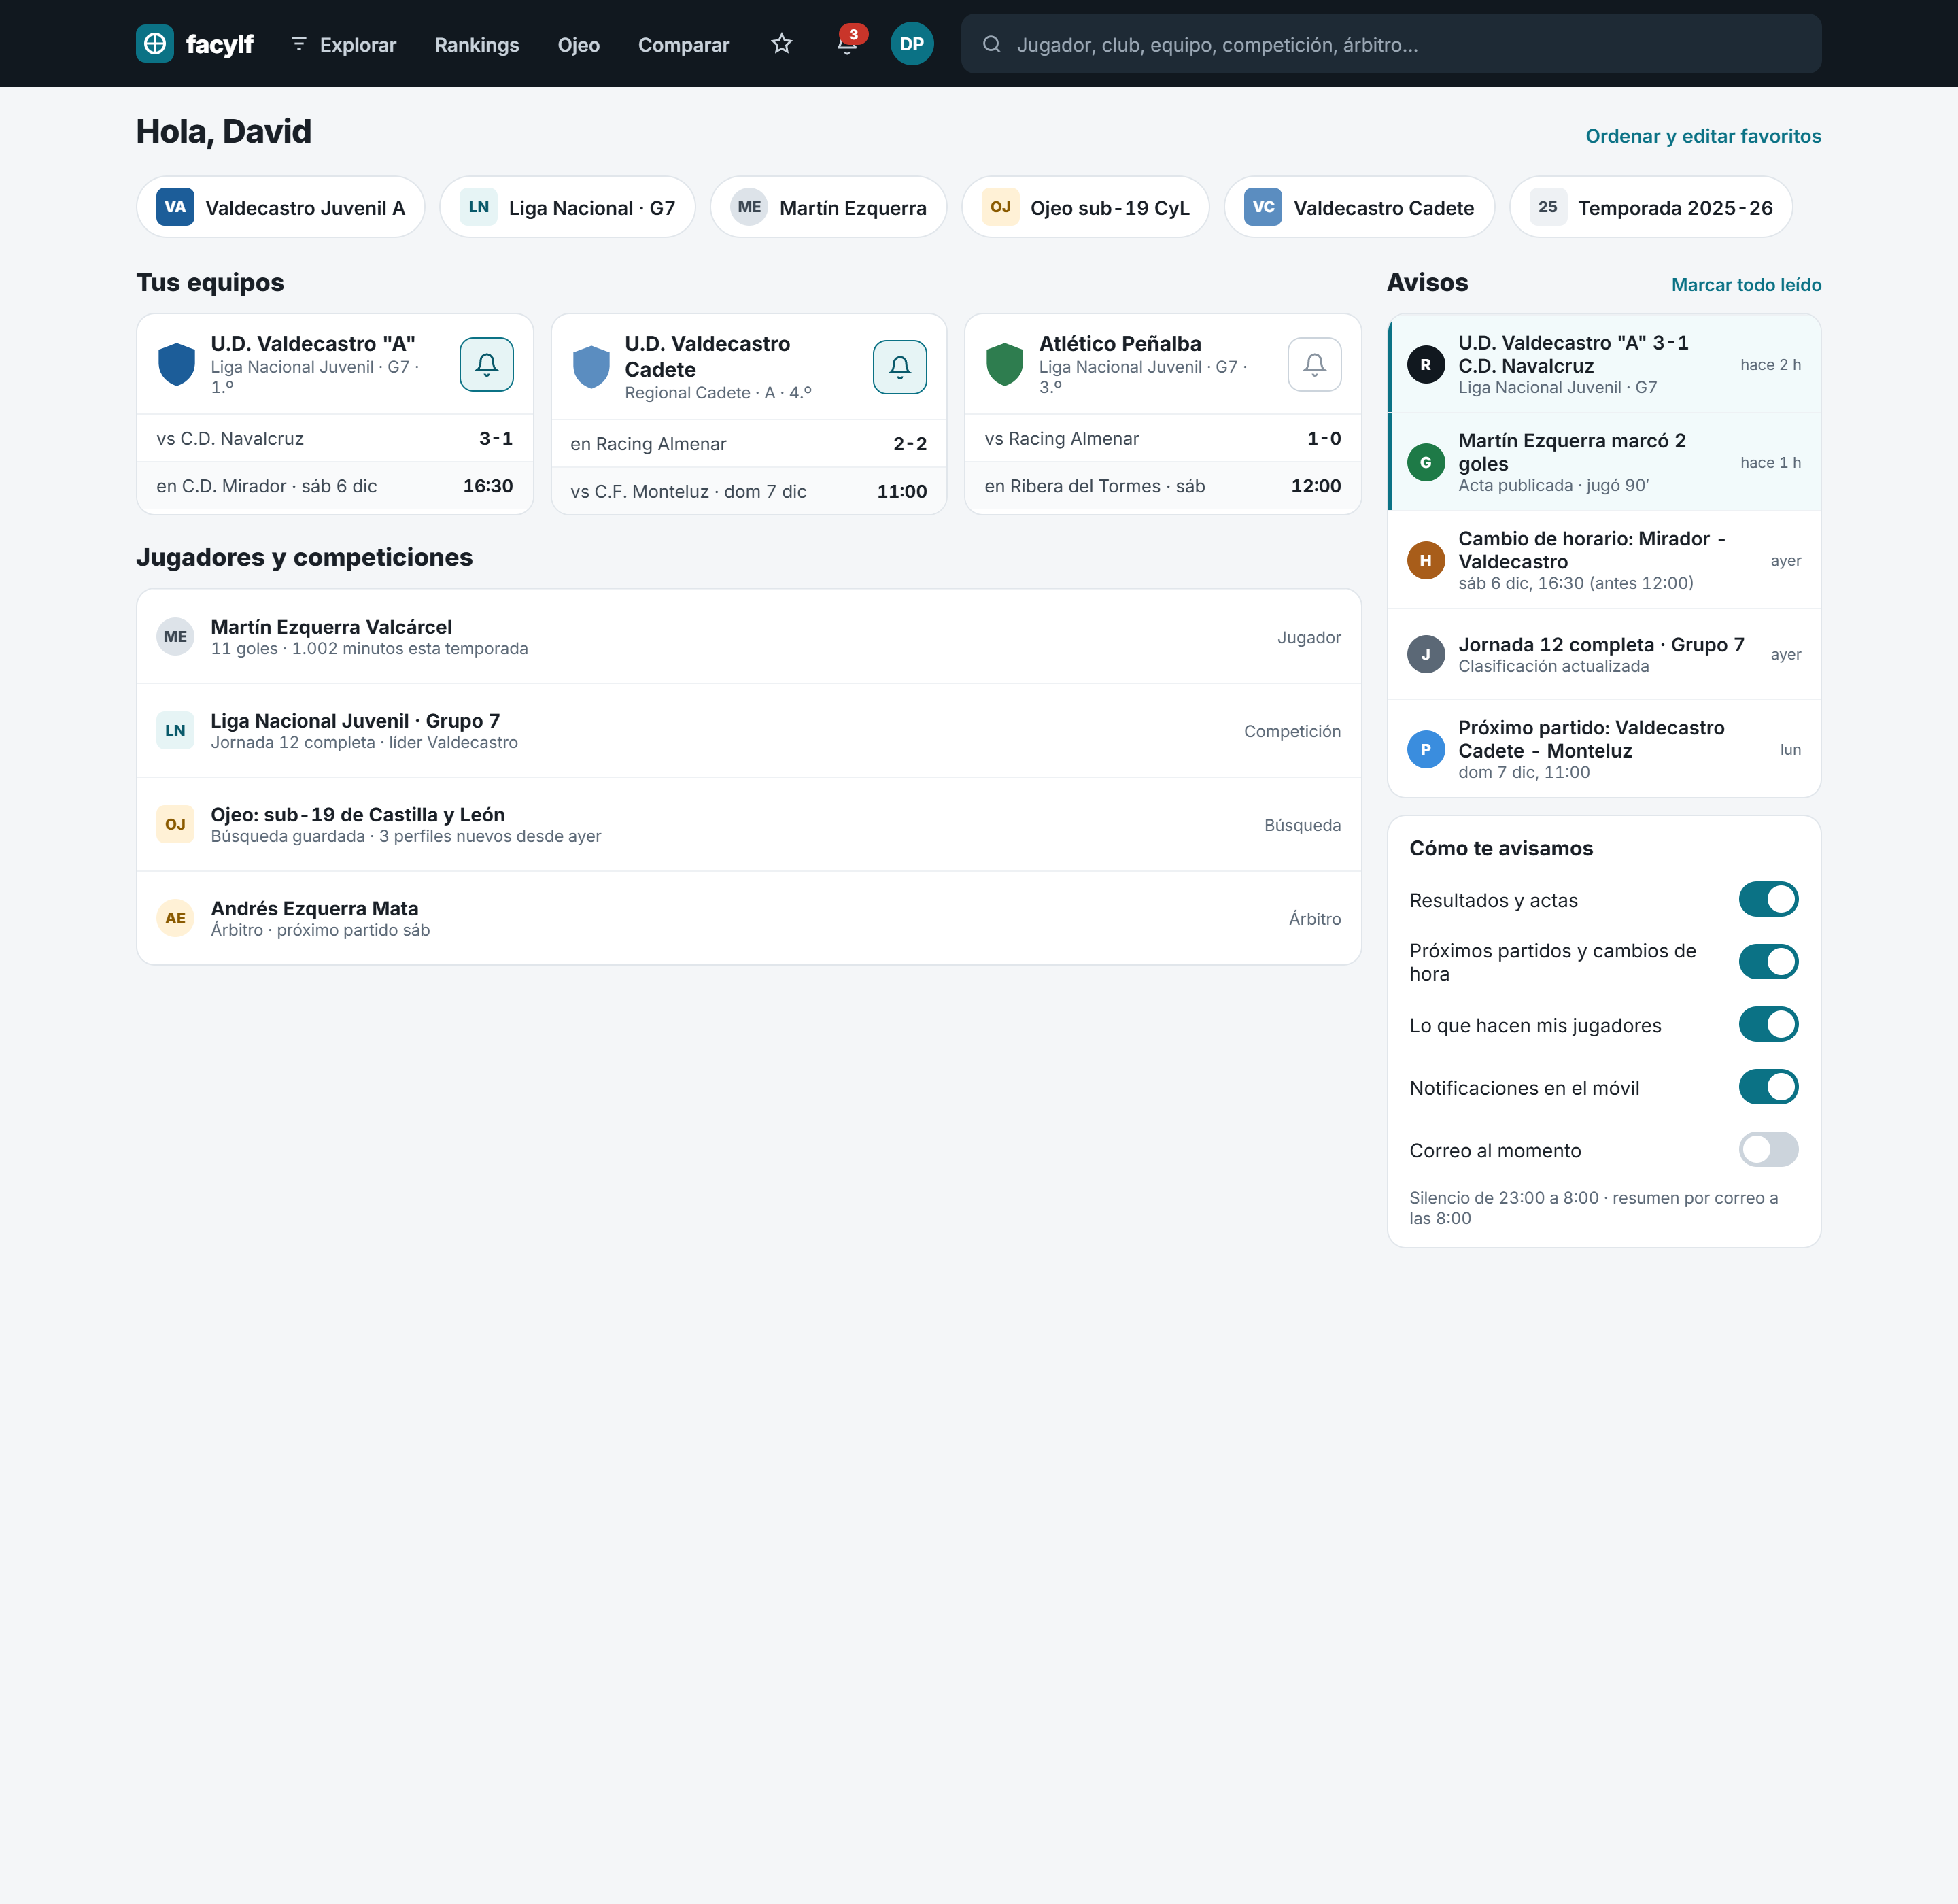 facylf
Explorar
Rankings
Ojeo
Comparar
3
DP
Jugador, club, equipo, competición, árbitro...
Hola, David
Ordenar y editar favoritos
VA Valdecastro Juvenil A
LN Liga Nacional · G7
ME Martín Ezquerra
OJ Ojeo sub-19 CyL
VC Valdecastro Cadete
25 Temporada 2025-26
Tus equipos
U.D. Valdecastro "A"
Liga Nacional Juvenil · G7 ·
1.º
vs C.D. Navalcruz 3-1
en C.D. Mirador · sáb 6 dic 16:30
U.D. Valdecastro
Cadete
Regional Cadete · A · 4.º
en Racing Almenar 2-2
vs C.F. Monteluz · dom 7 dic 11:00
Atlético Peñalba
Liga Nacional Juvenil · G7 ·
3.º
vs Racing Almenar 1-0
en Ribera del Tormes · sáb 12:00
Jugadores y competiciones
ME
Martín Ezquerra Valcárcel
11 goles · 1.002 minutos esta temporada
Jugador
LN
Liga Nacional Juvenil · Grupo 7
Jornada 12 completa · líder Valdecastro
Competición
OJ
Ojeo: sub-19 de Castilla y León
Búsqueda guardada · 3 perfiles nuevos desde ayer
Búsqueda
AE
Andrés Ezquerra Mata
Árbitro · próximo partido sáb
Árbitro
Avisos
Marcar todo leído
R
U.D. Valdecastro "A" 3-1
C.D. Navalcruz
Liga Nacional Juvenil · G7
hace 2 h
G
Martín Ezquerra marcó 2
goles
Acta publicada · jugó 90′
hace 1 h
H
Cambio de horario: Mirador -
Valdecastro
sáb 6 dic, 16:30 (antes 12:00)
ayer
J
Jornada 12 completa · Grupo 7
Clasificación actualizada
ayer
P
Próximo partido: Valdecastro
Cadete - Monteluz
dom 7 dic, 11:00
lun
Cómo te avisamos
Resultados y actas
Próximos partidos y cambios de
hora
Lo que hacen mis jugadores
Notificaciones en el móvil
Correo al momento
Silencio de 23:00 a 8:00 · resumen por correo a
las 8:00